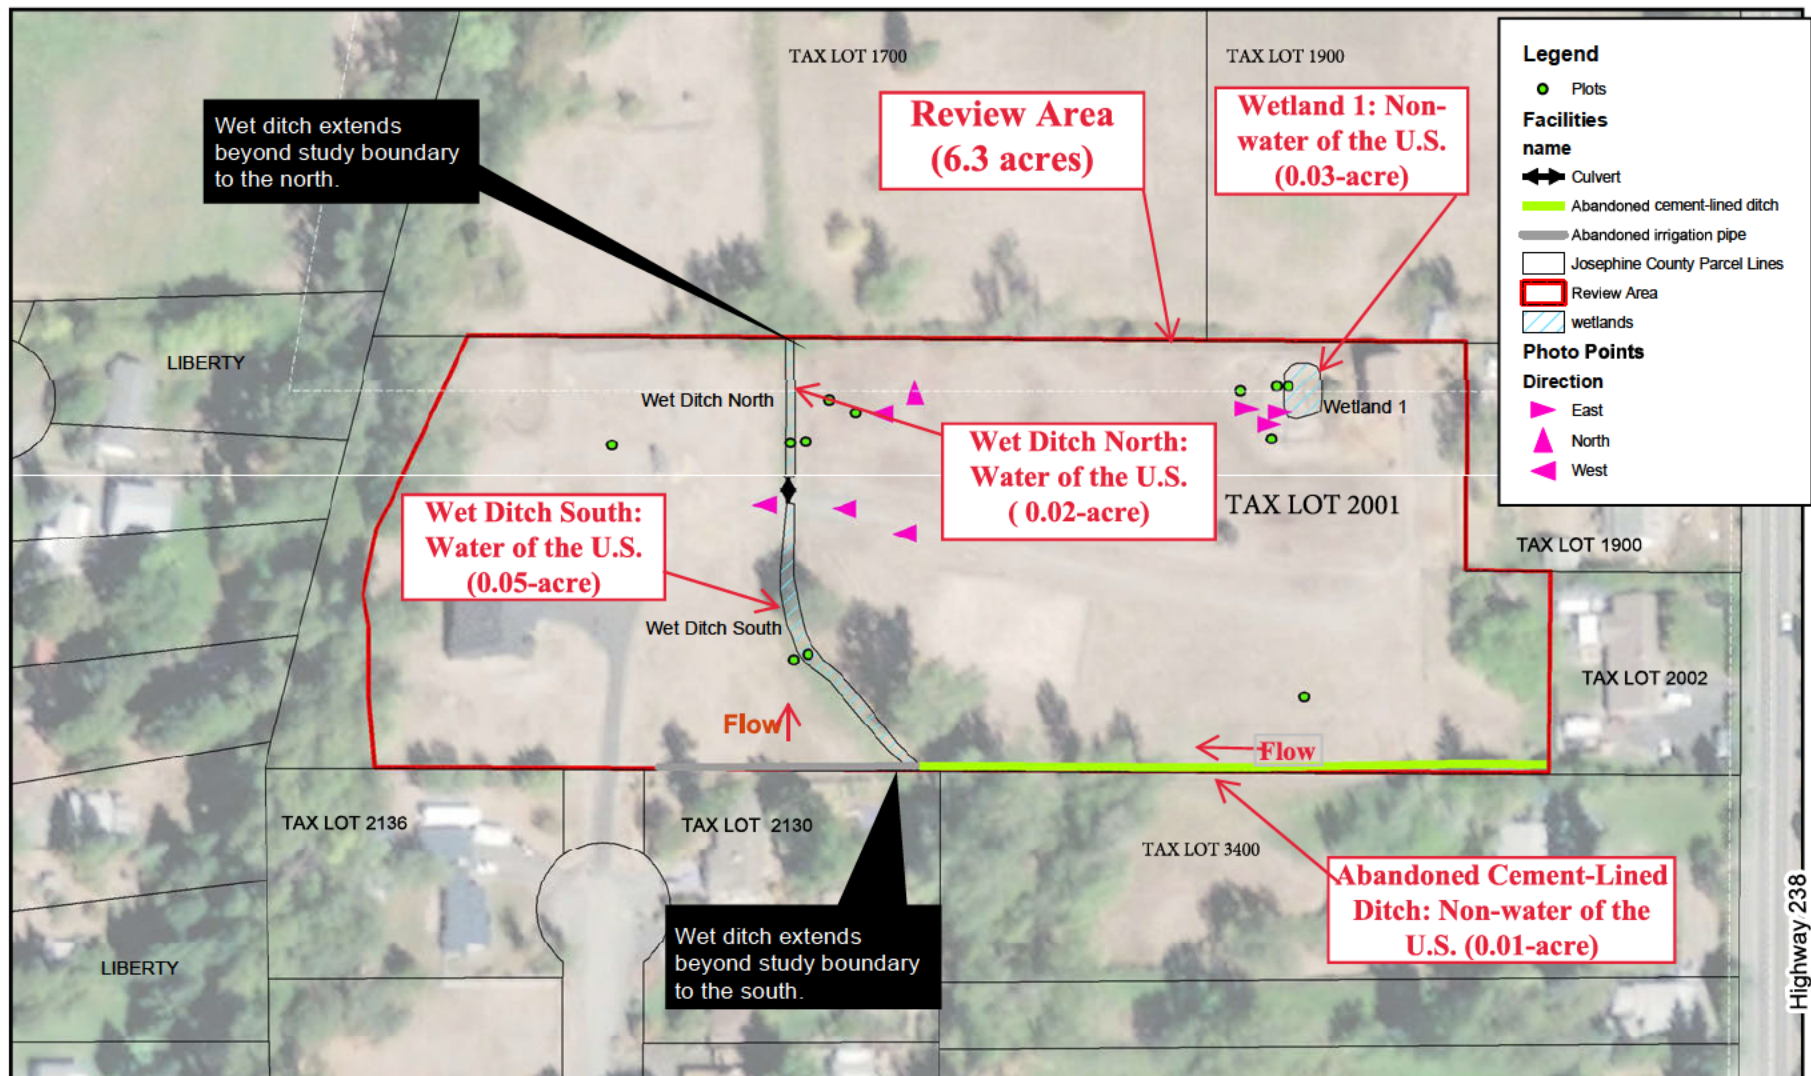 TAX LOT 1700
TAX LOT 1900
Legend
Plots
Facilities
name
Culvert
Abandoned cement-lined ditch
Abandoned irrigation pipe
Josephine County Parcel Lines
Review Area
wetlands
Photo Points
Direction
East
North
West
Wet ditch extends
beyond study boundary
to the north.
Review Area
(6.3 acres)
Wetland 1: Non-
water of the U.S.
(0.03-acre)
LIBERTY
Wet Ditch North
Wetland 1
Wet Ditch North:
Water of the U.S.
( 0.02-acre)
Wet Ditch South:
Water of the U.S.
(0.05-acre)
TAX LOT 2001
TAX LOT 1900
Wet Ditch South
TAX LOT 2002
Flow
Flow
TAX LOT 2136
TAX LOT 2130
TAX LOT 3400
Abandoned Cement-Lined
Ditch: Non-water of the
U.S. (0.01-acre)
Wet ditch extends
beyond study boundary
to the south.
LIBERTY
Highway 238